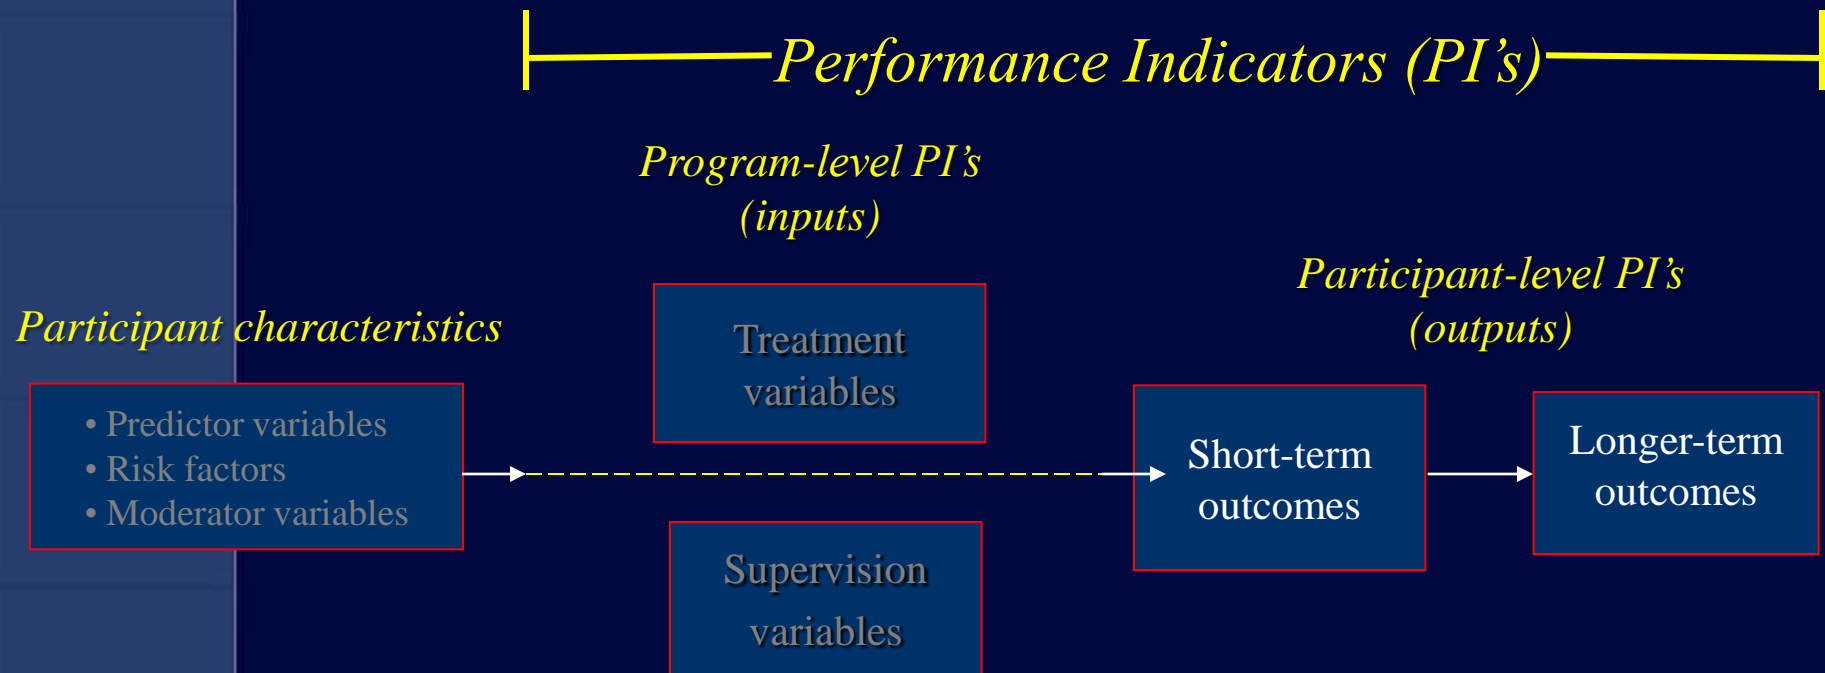 Performance Indicators (PI’s)
Program-level PI’s
(inputs)
Participant-level PI’s
(outputs)
Participant characteristics
• Predictor variables
• Risk factors
• Moderator variables
Treatment
variables
Supervision
variables
Short-term
outcomes
Longer-term
outcomes